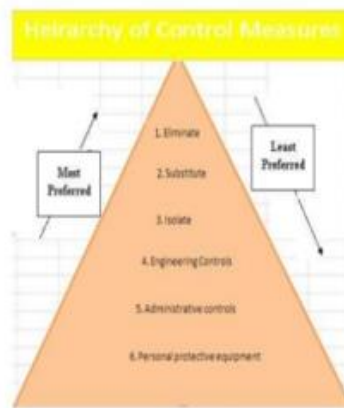 Heirarchy of Control Measures
1. Eliminate
Most
Preferred
Least
Preferred
2. Substitute
3. Isolate
4. Engineering Controls
5. Administrative controls
6. Personal protective equipment